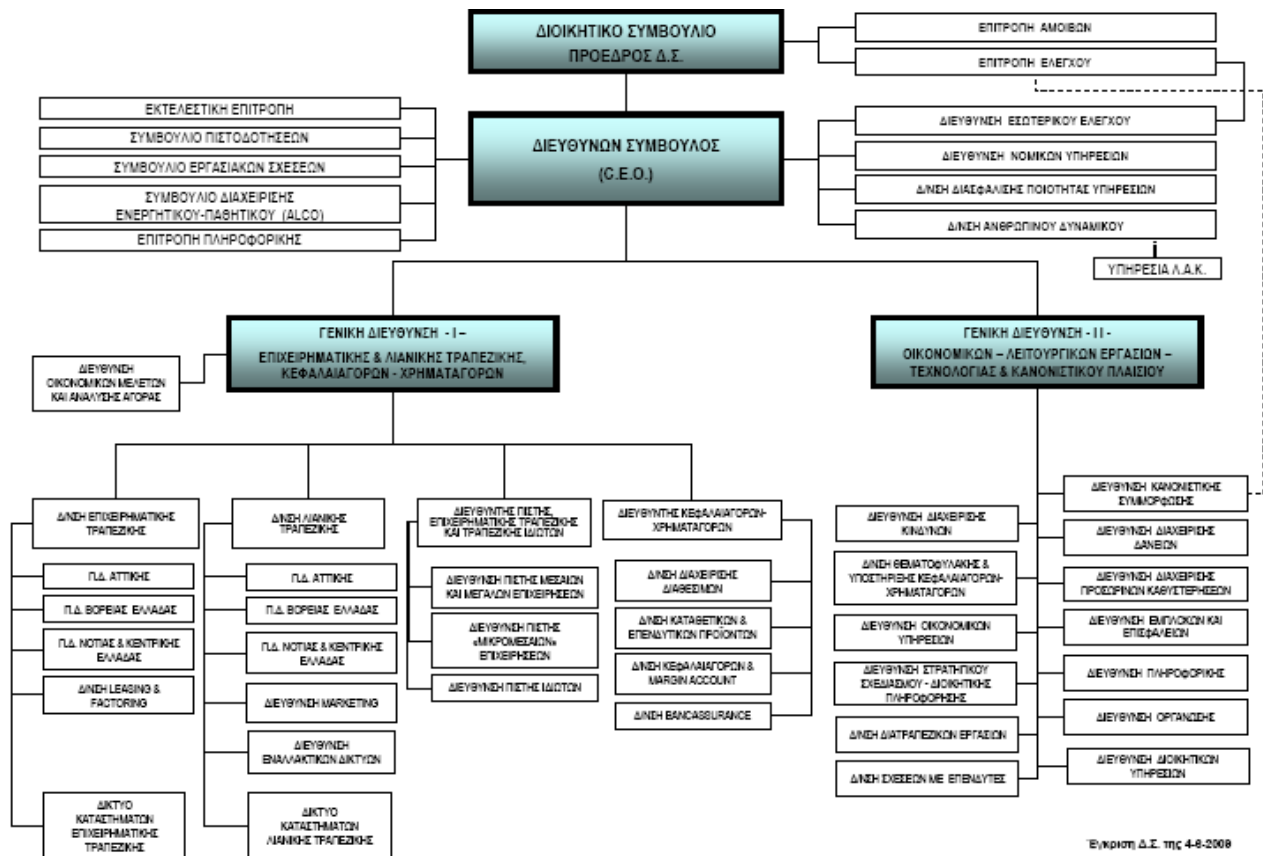 ΔΙΟΙΚΗΤΙΚΟ ΣΥΜΒΟΥΛΙΟ
ΠΡΟΕΔΡΟΣ Δ.Σ.
ΕΠΙΤΡΟΠΗ ΑΜΟΙΒΩΝ
ΕΠΙΤΡΟΠΗ ΕΛΕΓΧΟΥ
ΕΚΤΕΛΕΣΤΙΚΗ ΕΠΙΤΡΟΠΗ
ΣΥΜΒΟΥΛΙΟ ΠΙΣΤΟΔΟΤΗΣΕΩΝ
ΣΥΜΒΟΥΛΙΟ ΕΡΓΑΣΙΑΚΩΝ ΣΧΕΣΕΩΝ
ΣΥΜΒΟΥΛΙΟ ΔΙΑΧΕΙΡΙΣΗΣ
ΕΝΕΡΓΗΤΙΚΟΥ-ΠΑΘΗΤΙΚΟΥ (ALCO)
ΕΠΙΤΡΟΠΗ ΠΛΗΡΟΦΟΡΙΚΗΣ
ΔΙΕΥΘΥΝΩΝ ΣΥΜΒΟΥΛΟΣ
(C.E.O.)
ΔΙΕΥΘΥΝΣΗ ΕΣΩΤΕΡΙΚΟΥ ΕΛΕΓΧΟΥ
ΔΙΕΥΘΥΝΣΗ ΝΟΜΙΚΩΝ ΥΠΗΡΕΣΙΩΝ
Δ/ΝΣΗ ΔΙΑΣΦΑΛΙΣΗΣ ΠΟΙΟΤΗΤΑΣ ΥΠΗΡΕΣΙΩΝ
Δ/ΝΣΗ ΑΝΘΡΩΠΙΝΟΥ ΔΥΝΑΜΙΚΟΥ
ΥΠΗΡΕΣΙΑ Λ.Α.Κ.
ΓΕΝΙΚΗ ΔΙΕΥΘΥΝΣΗ - I –
ΕΠΙΧΕΙΡΗΜΑΤΙΚΗΣ & ΛΙΑΝΙΚΗΣ ΤΡΑΠΕΖΙΚΗΣ,
ΚΕΦΑΛΑΙΑΓΟΡΩΝ - ΧΡΗΜΑΤΑΓΟΡΩΝ
ΓΕΝΙΚΗ ΔΙΕΥΘΥΝΣΗ - I I -
ΟΙΚΟΝΟΜΙΚΩΝ – ΛΕΙΤΟΥΡΓΙΚΩΝ ΕΡΓΑΣΙΩΝ –
ΤΕΧΝΟΛΟΓΙΑΣ & ΚΑΝΟΝΙΣΤΙΚΟΥ ΠΛΑΙΣΙΟΥ
ΔΙΕΥΘΥΝΣΗ
ΟΙΚΟΝΟΜΙΚΩΝ ΜΕΛΕΤΩΝ
ΚΑΙ ΑΝΑΛΥΣΗΣ ΑΓΟΡΑΣ
Δ/ΝΣΗ ΕΠΙΧΕΙΡΗΜΑΤΙΚΗΣ
ΤΡΑΠΕΖΙΚΗΣ
Π.Δ. ΑΤΤΙΚΗΣ
Π.Δ. ΒΟΡΕΙΑΣ ΕΛΛΑΔΑΣ
Π.Δ. ΝΟΤΙΑΣ & ΚΕΝΤΡΙΚΗΣ
ΕΛΛΑΔΑΣ
Δ/ΝΣΗ LEASING &
FACTORING
ΔΙΚΤΥΟ
ΚΑΤΑΣΤΗΜΑΤΩΝ
ΕΠΙΧΕΙΡΗΜΑΤΙΚΗΣ
ΤΡΑΠΕΖΙΚΗΣ
Δ/ΝΣΗ ΛΙΑΝΙΚΗΣ
ΤΡΑΠΕΖΙΚΗΣ
Π.Δ. ΑΤΤΙΚΗΣ
Π.Δ. ΒΟΡΕΙΑΣ ΕΛΛΑΔΑΣ
Π.Δ. ΝΟΤΙΑΣ & ΚΕΝΤΡΙΚΗΣ
ΕΛΛΑΔΑΣ
ΔΙΕΥΘΥΝΣΗ MARKETING
ΔΙΕΥΘΥΝΣΗ
ΕΝΑΛΛΑΚΤΙΚΩΝ ΔΙΚΤΥΩΝ
ΔΙΚΤΥΟ
ΚΑΤΑΣΤΗΜΑΤΩΝ
ΛΙΑΝΙΚΗΣ ΤΡΑΠΕΖΙΚΗΣ
ΔΙΕΥΘΥΝΤΗΣ ΠΙΣΤΗΣ,
ΕΠΙΧΕΙΡΗΜΑΤΙΚΗΣ ΤΡΑΠΕΖΙΚΗΣ
ΚΑΙ ΤΡΑΠΕΖΙΚΗΣ ΙΔΙΩΤΩΝ
ΔΙΕΥΘΥΝΣΗ ΠΙΣΤΗΣ ΜΕΣΑΙΩΝ
ΚΑΙ ΜΕΓΑΛΩΝ ΕΠΙΧΕΙΡΗΣΕΩΝ
ΔΙΕΥΘΥΝΣΗ ΠΙΣΤΗΣ
«ΜΙΚΡΟΜΕΣΑΙΩΝ»
ΕΠΙΧΕΙΡΗΣΕΩΝ
ΔΙΕΥΘΥΝΣΗ ΠΙΣΤΗΣ ΙΔΙΩΤΩΝ
ΔΙΕΥΘΥΝΤΗΣ ΚΕΦΑΛΑΙΑΓΟΡΩΝ-
ΧΡΗΜΑΤΑΓΟΡΩΝ
Δ/ΝΣΗ ΔΙΑΧΕΙΡΙΣΗΣ
ΔΙΑΘΕΣΙΜΩΝ
Δ/ΝΣΗ ΚΑΤΑΘΕΤΙΚΩΝ &
ΕΠΕΝΔΥΤΙΚΩΝ ΠΡΟΪΟΝΤΩΝ
Δ/ΝΣΗ ΚΕΦΑΛΑΙΑΓΟΡΩΝ &
MARGIN ACCOUNT
Δ/ΝΣΗ BANCASSURANCE
ΔΙΕΥΘΥΝΣΗ ΔΙΑΧΕΙΡΙΣΗΣ
ΚΙΝΔΥΝΩΝ
Δ/ΝΣΗ ΘΕΜΑΤΟΦΥΛΑΚΗΣ &
ΥΠΟΣΤΗΡΙΞΗΣ ΚΕΦΑΛΑΙΑΓΟΡΩΝ-
ΧΡΗΜΑΤΑΓΟΡΩΝ
ΔΙΕΥΘΥΝΣΗ ΟΙΚΟΝΟΜΙΚΩΝ
ΥΠΗΡΕΣΙΩΝ
ΔΙΕΥΘΥΝΣΗ ΣΤΡΑΤΗΓΙΚΟΥ
ΣΧΕΔΙΑΣΜΟΥ - ΔΙΟΙΚΗΤΙΚΗΣ
ΠΛΗΡΟΦΟΡΗΣΗΣ
Δ/ΝΣΗ ΔΙΑΤΡΑΠΕΖΙΚΩΝ ΕΡΓΑΣΙΩΝ
Δ/ΝΣΗ ΣΧΕΣΕΩΝ ΜΕ ΕΠΕΝΔΥΤΕΣ
ΔΙΕΥΘΥΝΣΗ ΚΑΝΟΝΙΣΤΙΚΗΣ
ΣΥΜΜΟΡΦΩΣΗΣ
ΔΙΕΥΘΥΝΣΗ ΔΙΑΧΕΙΡΙΣΗΣ
ΔΑΝΕΙΩΝ
ΔΙΕΥΘΥΝΣΗ ΔΙΑΧΕΙΡΙΣΗΣ
ΠΡΟΣΩΡΙΝΩΝ ΚΑΘΥΣΤΕΡΗΣΕΩΝ
ΔΙΕΥΘΥΝΣΗ ΕΜΠΛΟΚΩΝ ΚΑΙ
ΕΠΙΣΦΑΛΕΙΩΝ
ΔΙΕΥΘΥΝΣΗ ΠΛΗΡΟΦΟΡΙΚΗΣ
ΔΙΕΥΘΥΝΣΗ ΟΡΓΑΝΩΣΗΣ
ΔΙΕΥΘΥΝΣΗ ΔΙΟΙΚΗΤΙΚΩΝ
ΥΠΗΡΕΣΙΩΝ
Έγκριση Δ.Σ. της